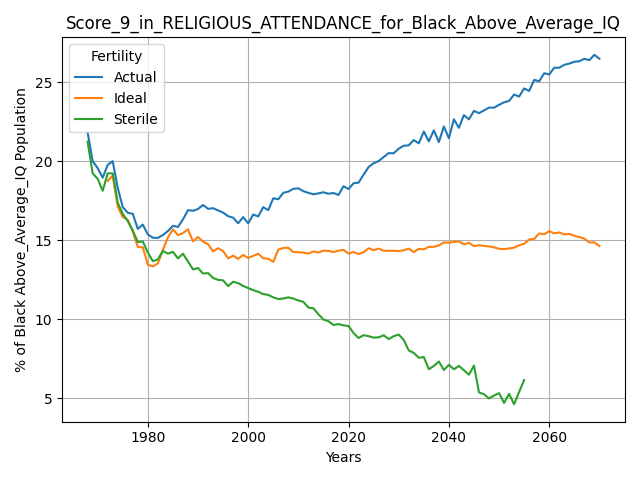 Score_9_in_RELIGIOUS_ATTENDANCE_for_Black_Above_Average_IQ
Fertility
Actual
Ideal
Sterile
% of Black Above_Average_IQ Population
25
20
15
10
5
1980
2000
2020
2040
2060
Years